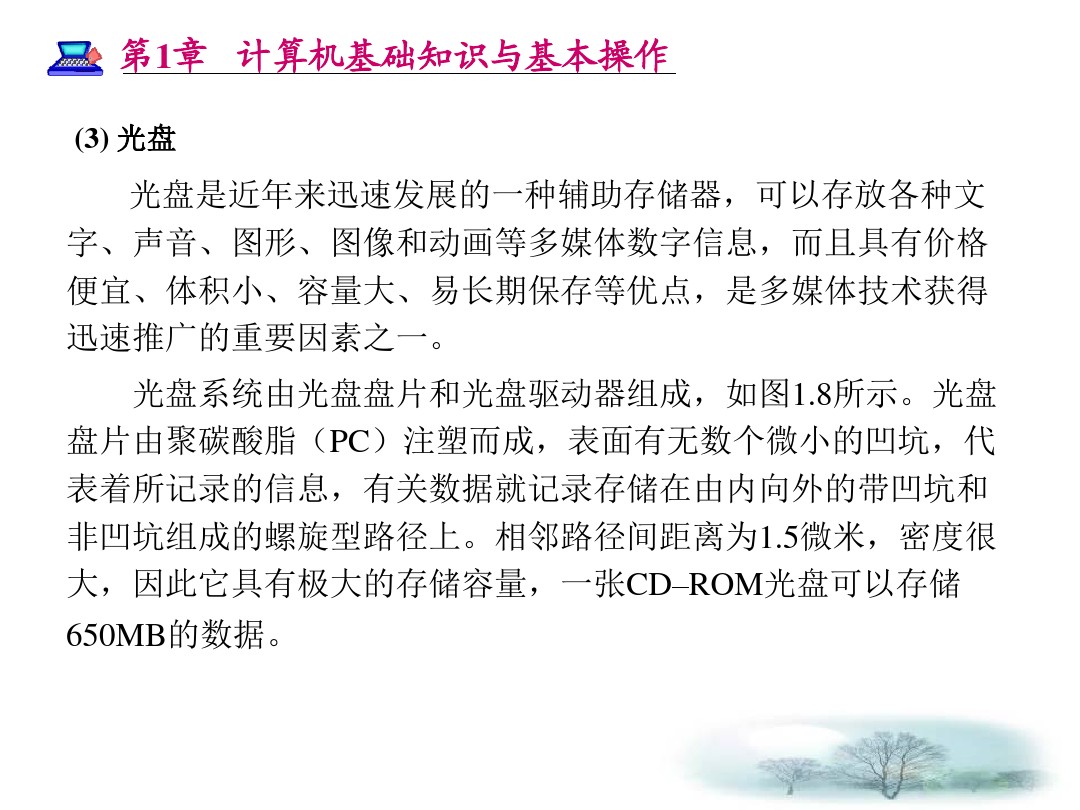 第1章 计算机基础知识与基本操作
(3) 光盘
光盘是近年来迅速发展的一种辅助存储器，可以存放各种文
字、声音、图形、图像和动画等多媒体数字信息，而且具有价格
便宜、体积小、容量大、易长期保存等优点，是多媒体技术获得
迅速推广的重要因素之一。
光盘系统由光盘盘片和光盘驱动器组成，如图1.8所示。光盘
盘片由聚碳酸脂（PC）注塑而成，表面有无数个微小的凹坑，代
表着所记录的信息，有关数据就记录存储在由内向外的带凹坑和
非凹坑组成的螺旋型路径上。相邻路径间距离为1.5微米，密度很
大，因此它具有极大的存储容量，一张CD–ROM光盘可以存储
650MB的数据。